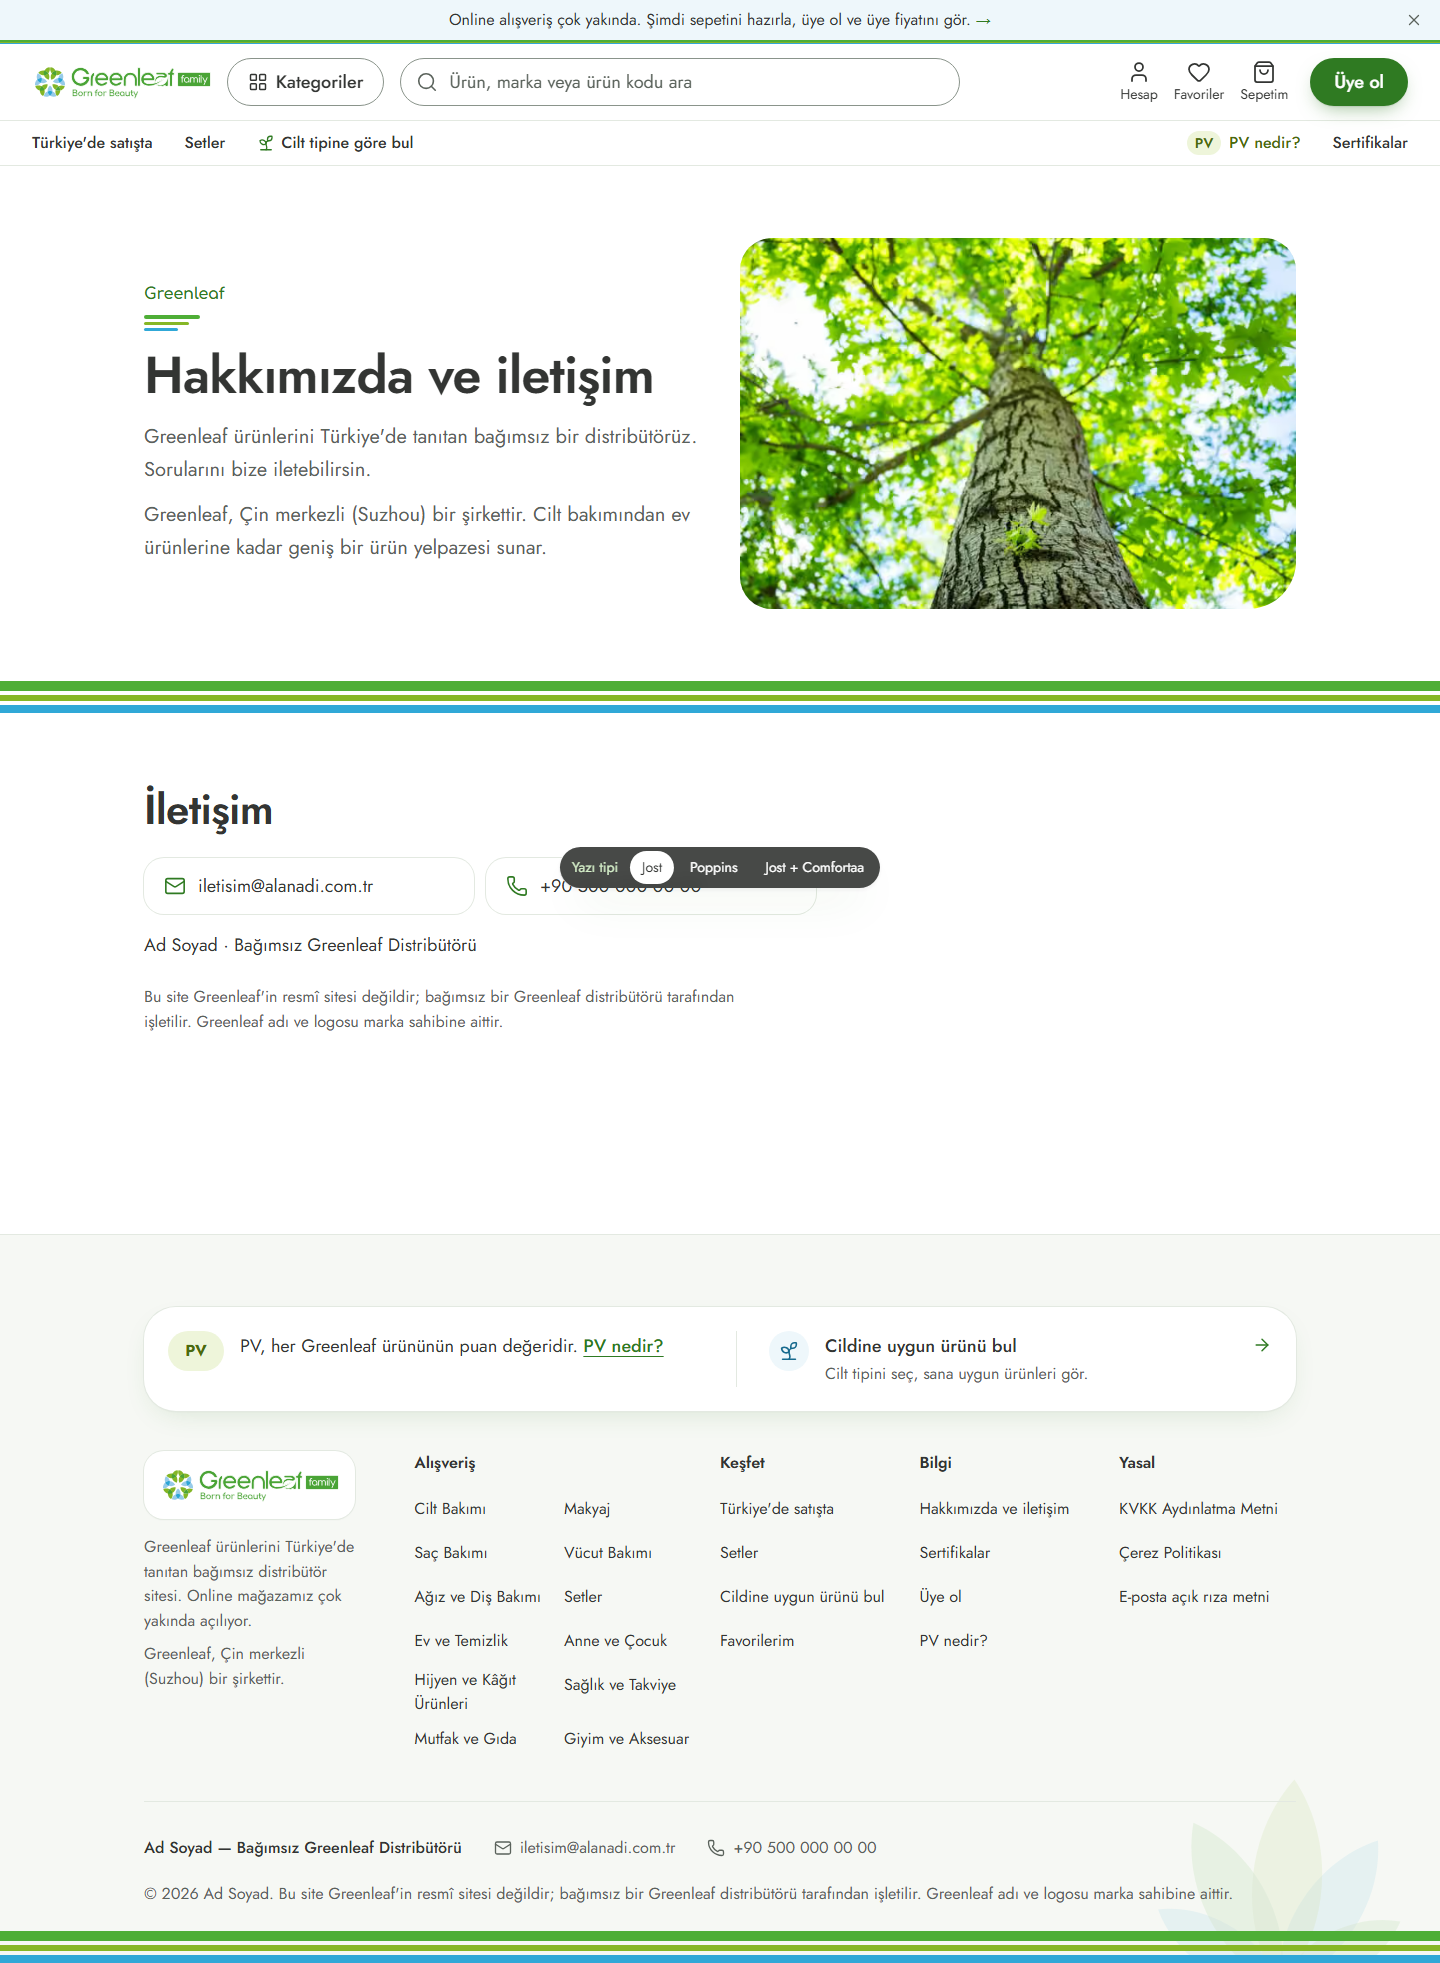 Online alışveriş çok yakında. Şimdi sepetini hazırla, üye ol ve üye fiyatını gör. →
Greenleaf family
Born for Beauty
Kategoriler
Ürün, marka veya ürün kodu ara
Hesap
Favoriler
Sepetim
Üye ol
Türkiye'de satışta
Setler
Cilt tipine göre bul
PV
PV nedir?
Sertifikalar
Greenleaf
Hakkımızda ve iletişim
Greenleaf ürünlerini Türkiye'de tanıtan bağımsız bir distribütörüz.
Sorularını bize iletebilirsin.
Greenleaf, Çin merkezli (Suzhou) bir şirkettir. Cilt bakımından ev
ürünlerine kadar geniş bir ürün yelpazesi sunar.
İletişim
iletisim@alanadi.com.tr
+90 500 000 00 00
Yazı tipi
Jost
Poppins
Jost + Comfortaa
Ad Soyad · Bağımsız Greenleaf Distribütörü
Bu site Greenleaf'in resmî sitesi değildir; bağımsız bir Greenleaf distribütörü tarafından
işletilir. Greenleaf adı ve logosu marka sahibine aittir.
PV
PV, her Greenleaf ürününün puan değeridir. PV nedir?
Cildine uygun ürünü bul
Cilt tipini seç, sana uygun ürünleri gör.
Greenleaf family
Born for Beauty
Greenleaf ürünlerini Türkiye'de
tanıtan bağımsız distribütör
sitesi. Online mağazamız çok
yakında açılıyor.
Greenleaf, Çin merkezli
(Suzhou) bir şirkettir.
Alışveriş
Cilt Bakımı
Makyaj
Saç Bakımı
Vücut Bakımı
Ağız ve Diş Bakımı
Setler
Ev ve Temizlik
Anne ve Çocuk
Hijyen ve Kâğıt
Ürünleri
Sağlık ve Takviye
Mutfak ve Gıda
Giyim ve Aksesuar
Keşfet
Türkiye'de satışta
Setler
Cildine uygun ürünü bul
Favorilerim
Bilgi
Hakkımızda ve iletişim
Sertifikalar
Üye ol
PV nedir?
Yasal
KVKK Aydınlatma Metni
Çerez Politikası
E-posta açık rıza metni
Ad Soyad — Bağımsız Greenleaf Distribütörü
iletisim@alanadi.com.tr
+90 500 000 00 00
© 2026 Ad Soyad. Bu site Greenleaf'in resmî sitesi değildir; bağımsız bir Greenleaf distribütörü tarafından işletilir. Greenleaf adı ve logosu marka sahibine aittir.